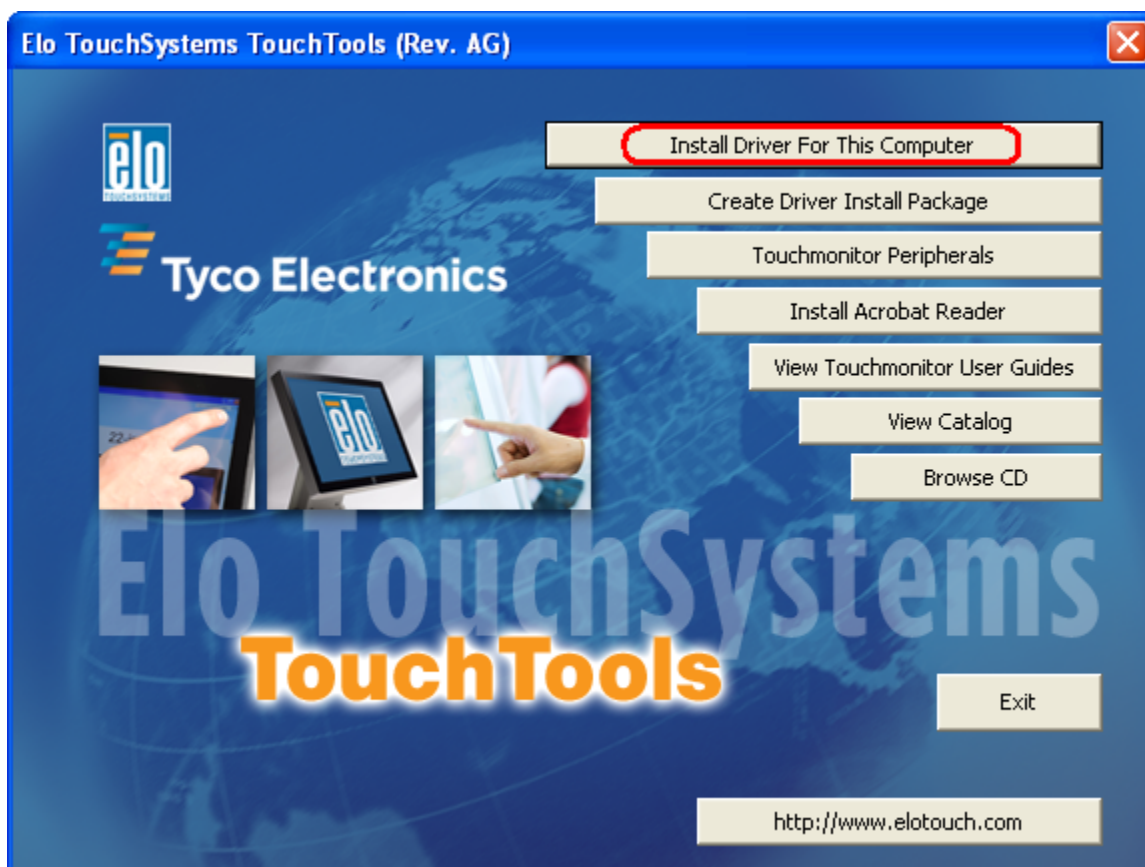 Elo TouchSystems TouchTools (Rev. AG)
elo
TOUCHSYSTEMS
Tyco Electronics
Install Driver For This Computer
Create Driver Install Package
Touchmonitor Peripherals
Install Acrobat Reader
View Touchmonitor User Guides
View Catalog
Browse CD
elo
TOUCHSYSTEMS
Elo TouchSystems
TouchTools
Exit
http://www.elotouch.com